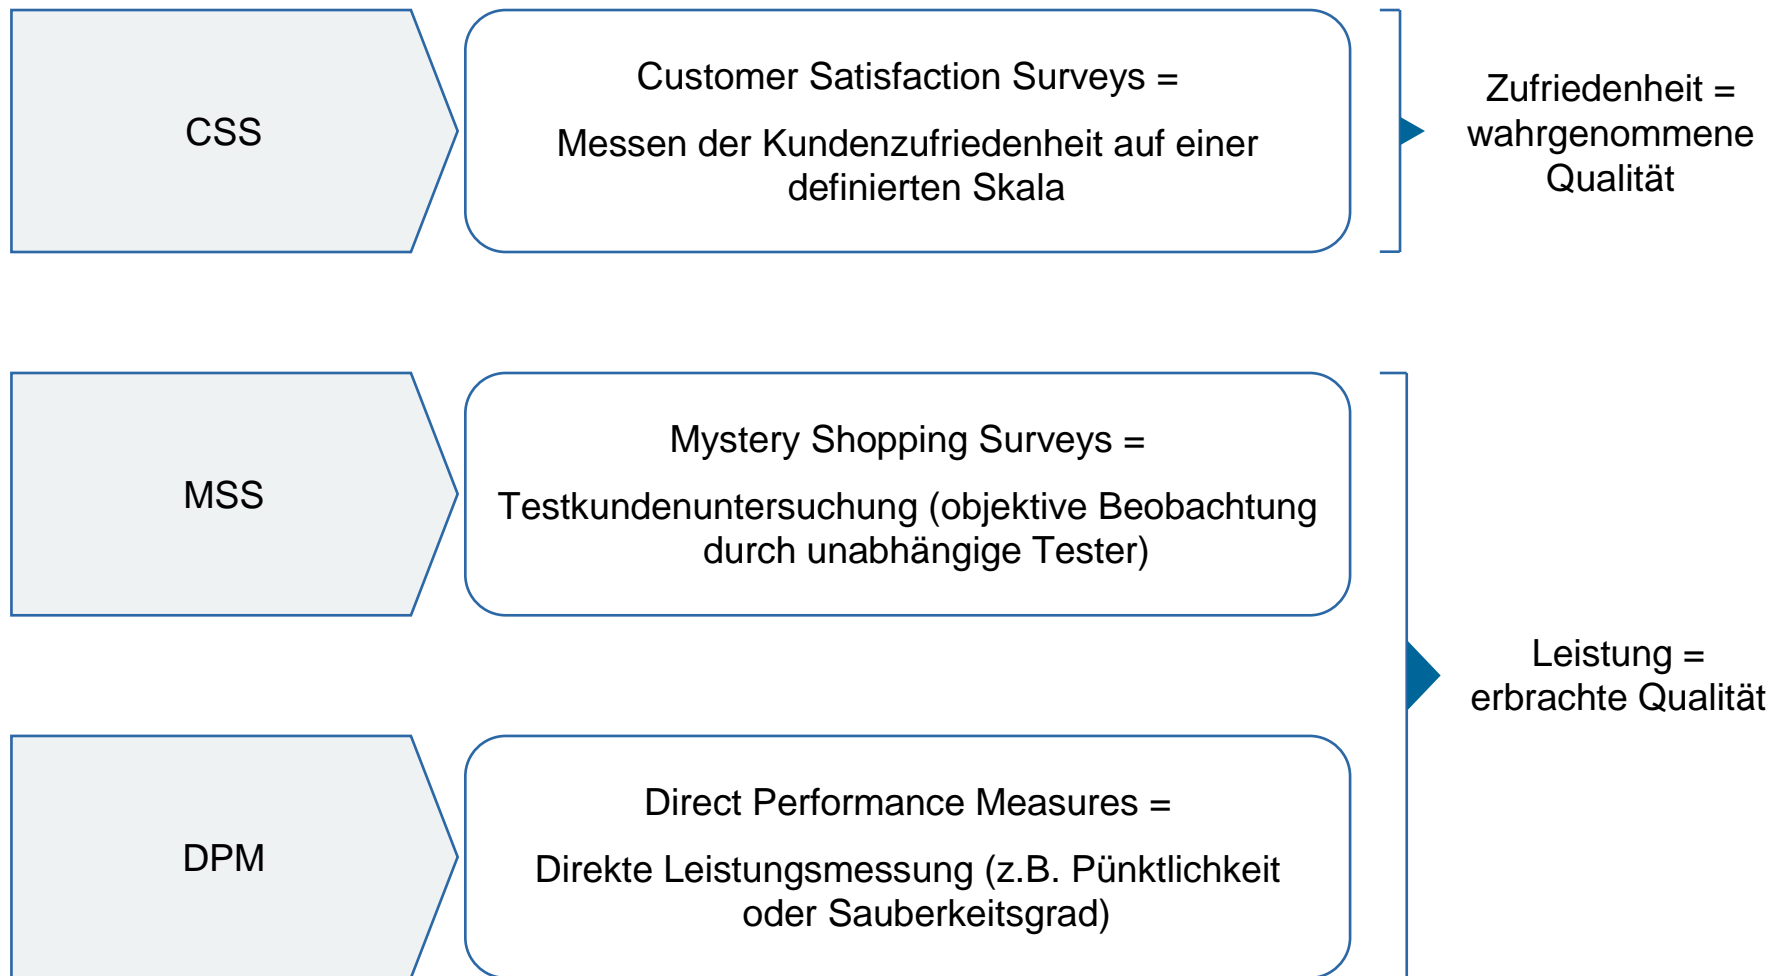 CSS
Customer Satisfaction Surveys =
Messen der Kundenzufriedenheit auf einer
definierten Skala
Zufriedenheit =
wahrgenommene
Qualität
MSS
Mystery Shopping Surveys =
Testkundenuntersuchung (objektive Beobachtung
durch unabhängige Tester)
Leistung =
erbrachte Qualität
DPM
Direct Performance Measures =
Direkte Leistungsmessung (z.B. Pünktlichkeit
oder Sauberkeitsgrad)